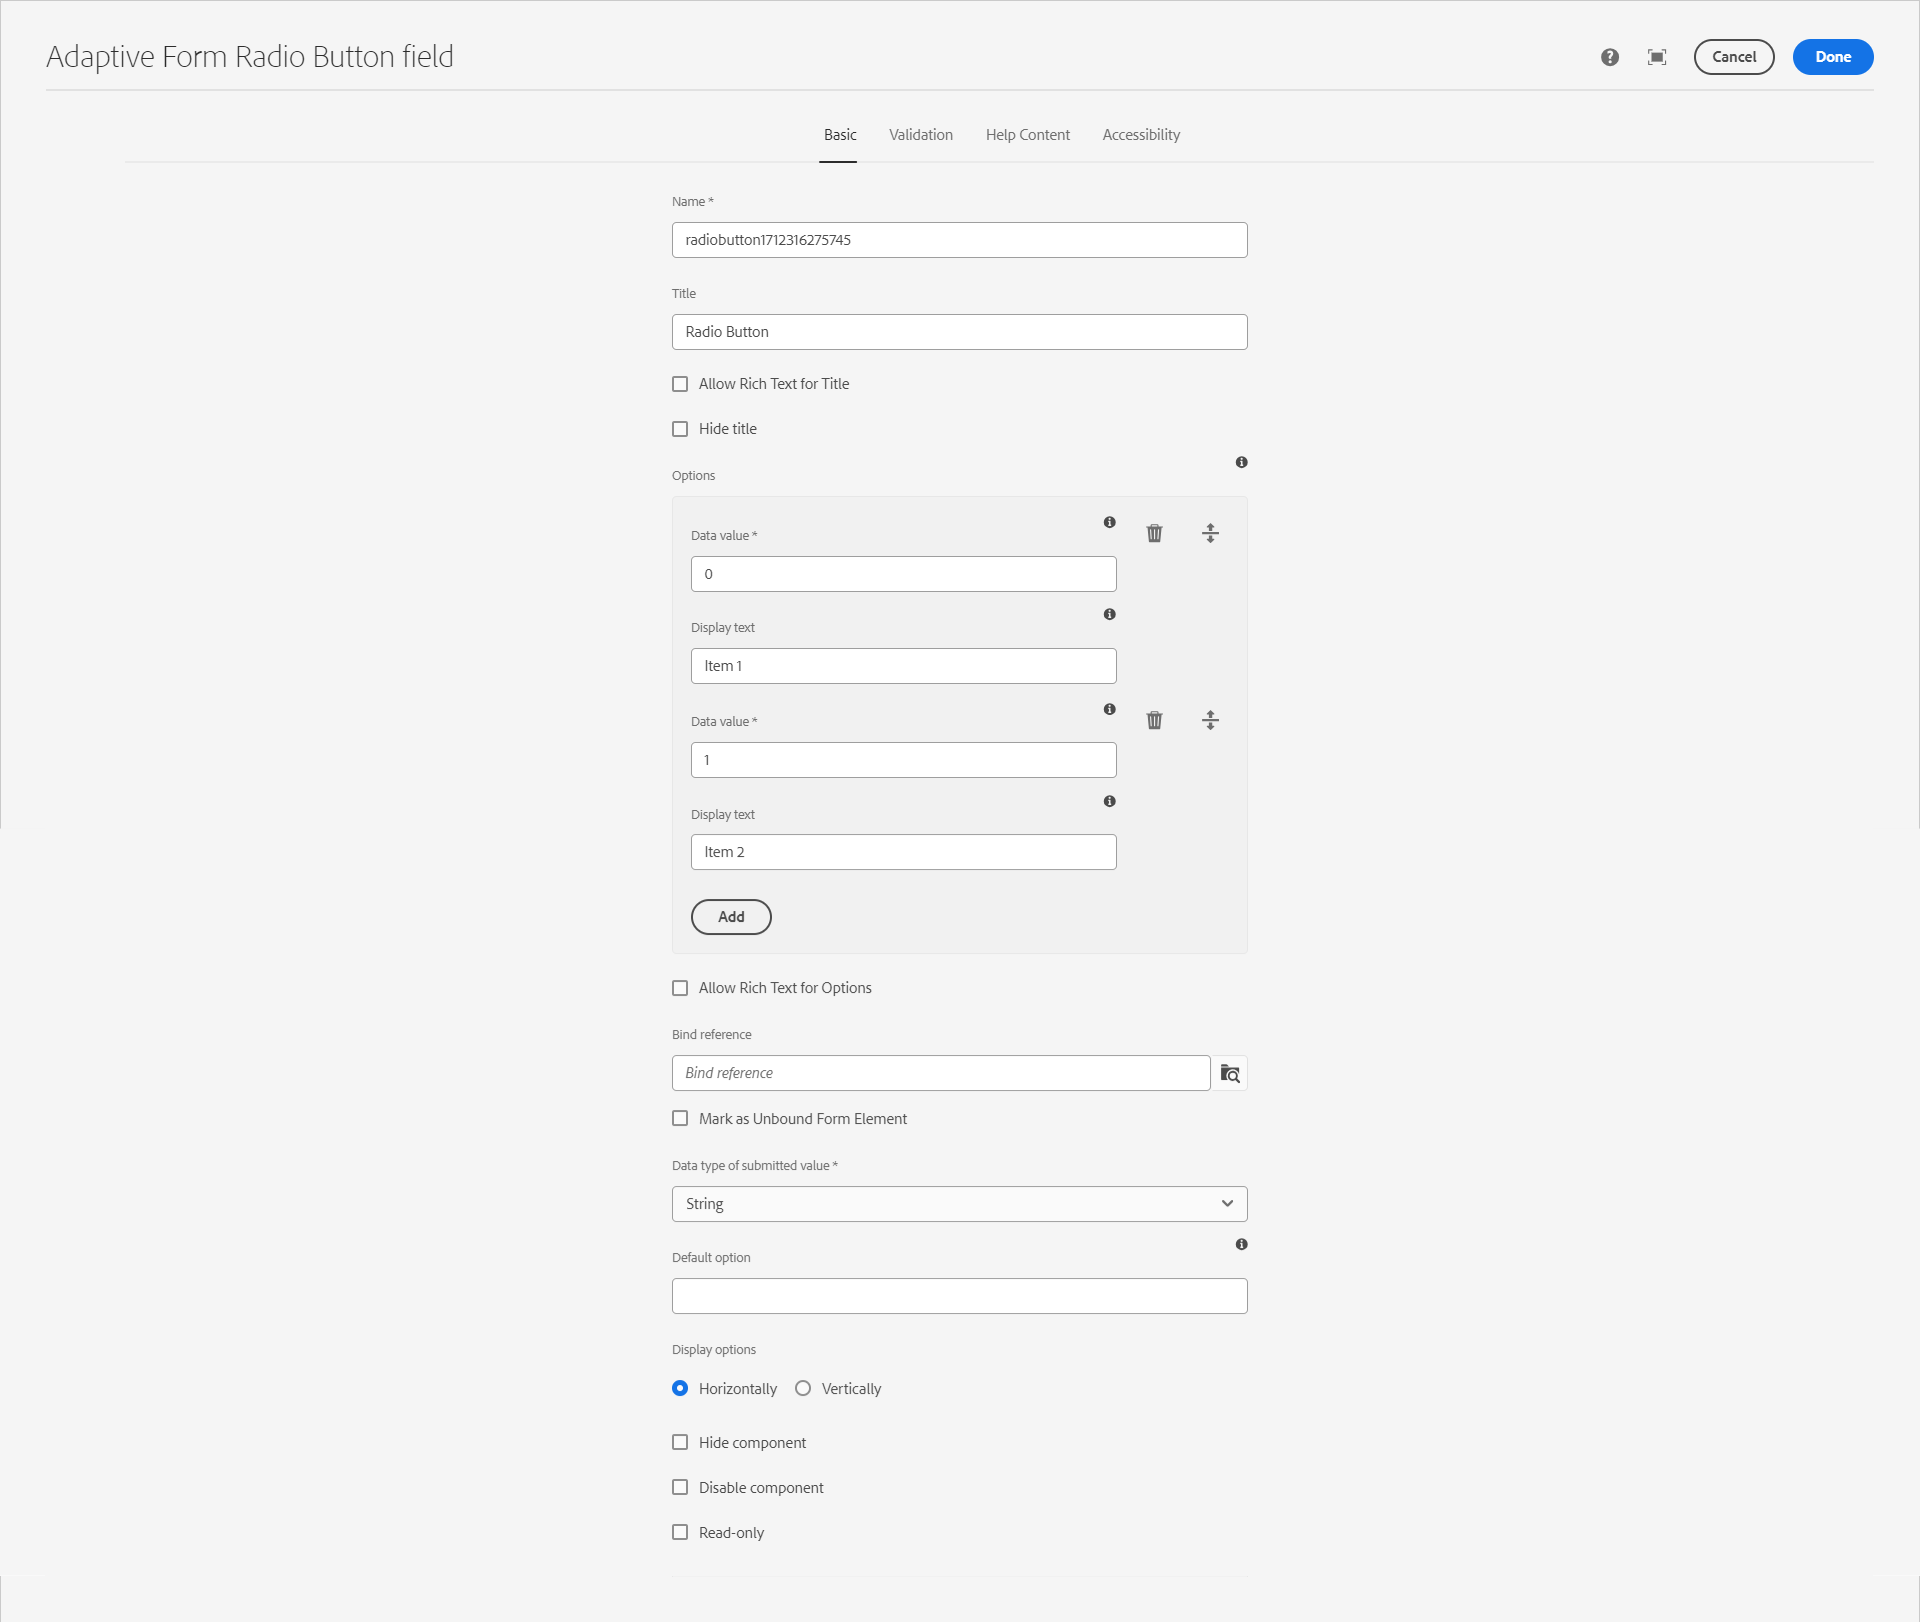 Adaptive Form Radio Button field
Cancel
Done
Basic
Validation
Help Content
Accessibility
Name *
radiobutton1712316275745
Title
Radio Button
Allow Rich Text for Title
Hide title
Options
Data value *
0
Display text
Item 1
Data value *
1
Display text
Item 2
Add
Allow Rich Text for Options
Bind reference
Bind reference
Mark as Unbound Form Element
Data type of submitted value *
String
Default option
Display options
Horizontally
Vertically
Hide component
Disable component
Read-only